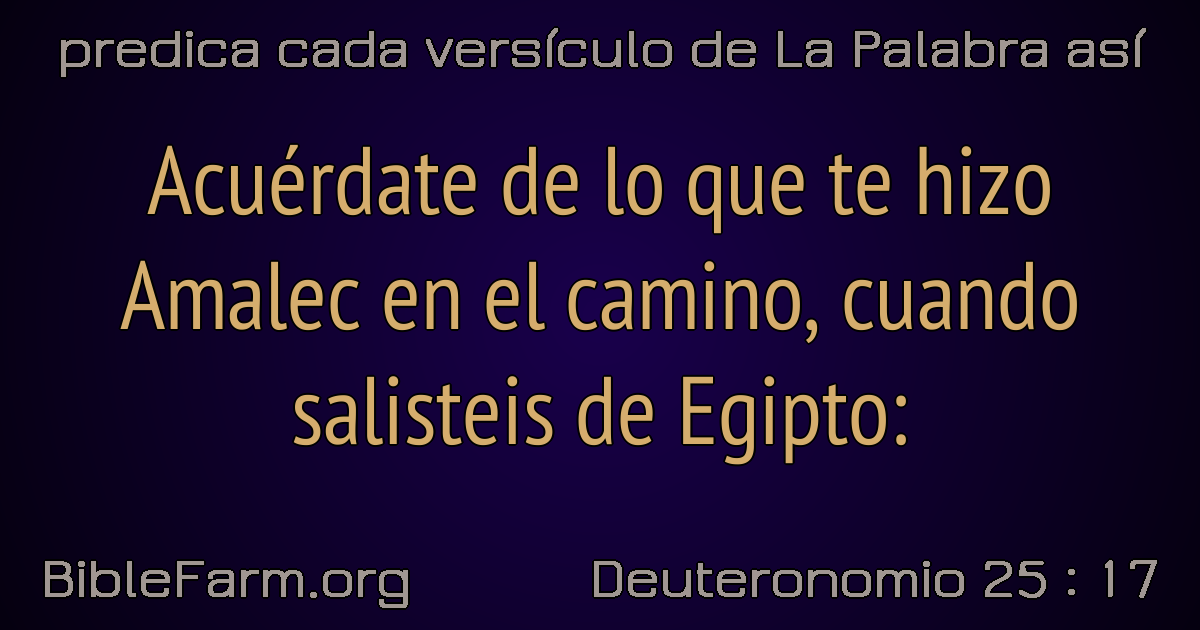 predica cada versículo de La Palabra así
Acuérdate de lo que te hizo
Amalec en el camino, cuando
salisteis de Egipto:
BibleFarm.org
Deuteronomio 25 : 17